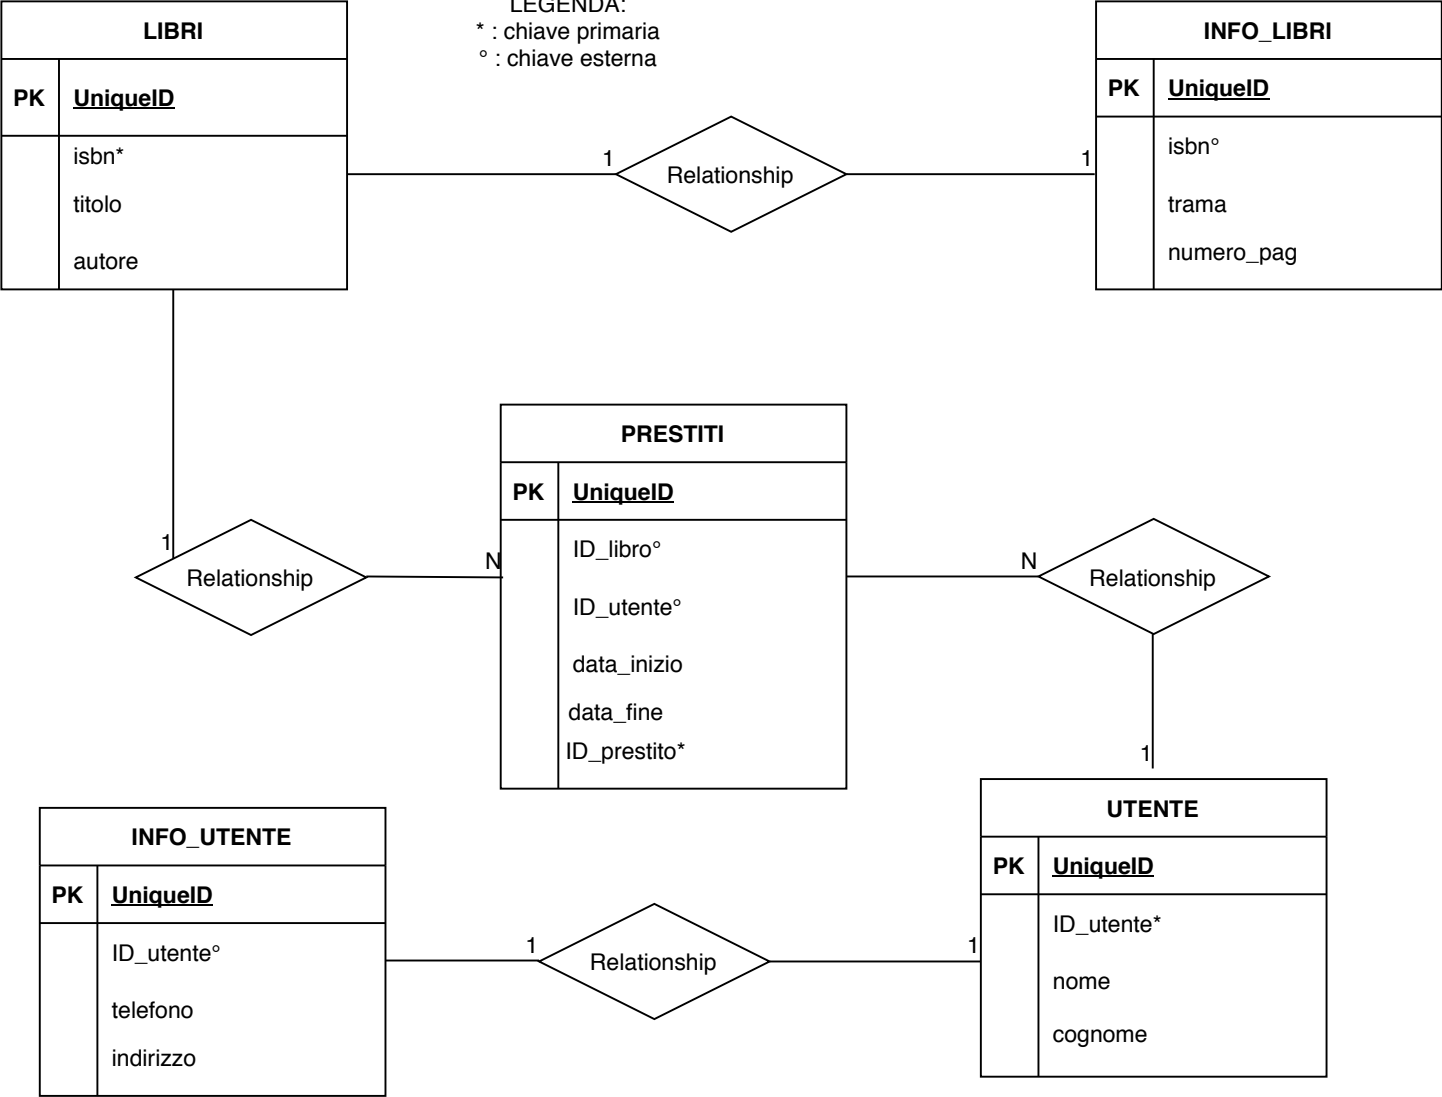 LEGENDA:
* : chiave primaria
° : chiave esterna
LIBRI
PK UniqueID
isbn*
titolo
autore
1
Relationship
1
INFO_LIBRI
PK UniqueID
isbn°
trama
numero_pag
1
Relationship
N
PRESTITI
PK UniqueID
ID_libro°
ID_utente°
data_inizio
data_fine
ID_prestito*
N
Relationship
1
INFO_UTENTE
PK UniqueID
ID_utente°
telefono
indirizzo
1
Relationship
1
UTENTE
PK UniqueID
ID_utente*
nome
cognome